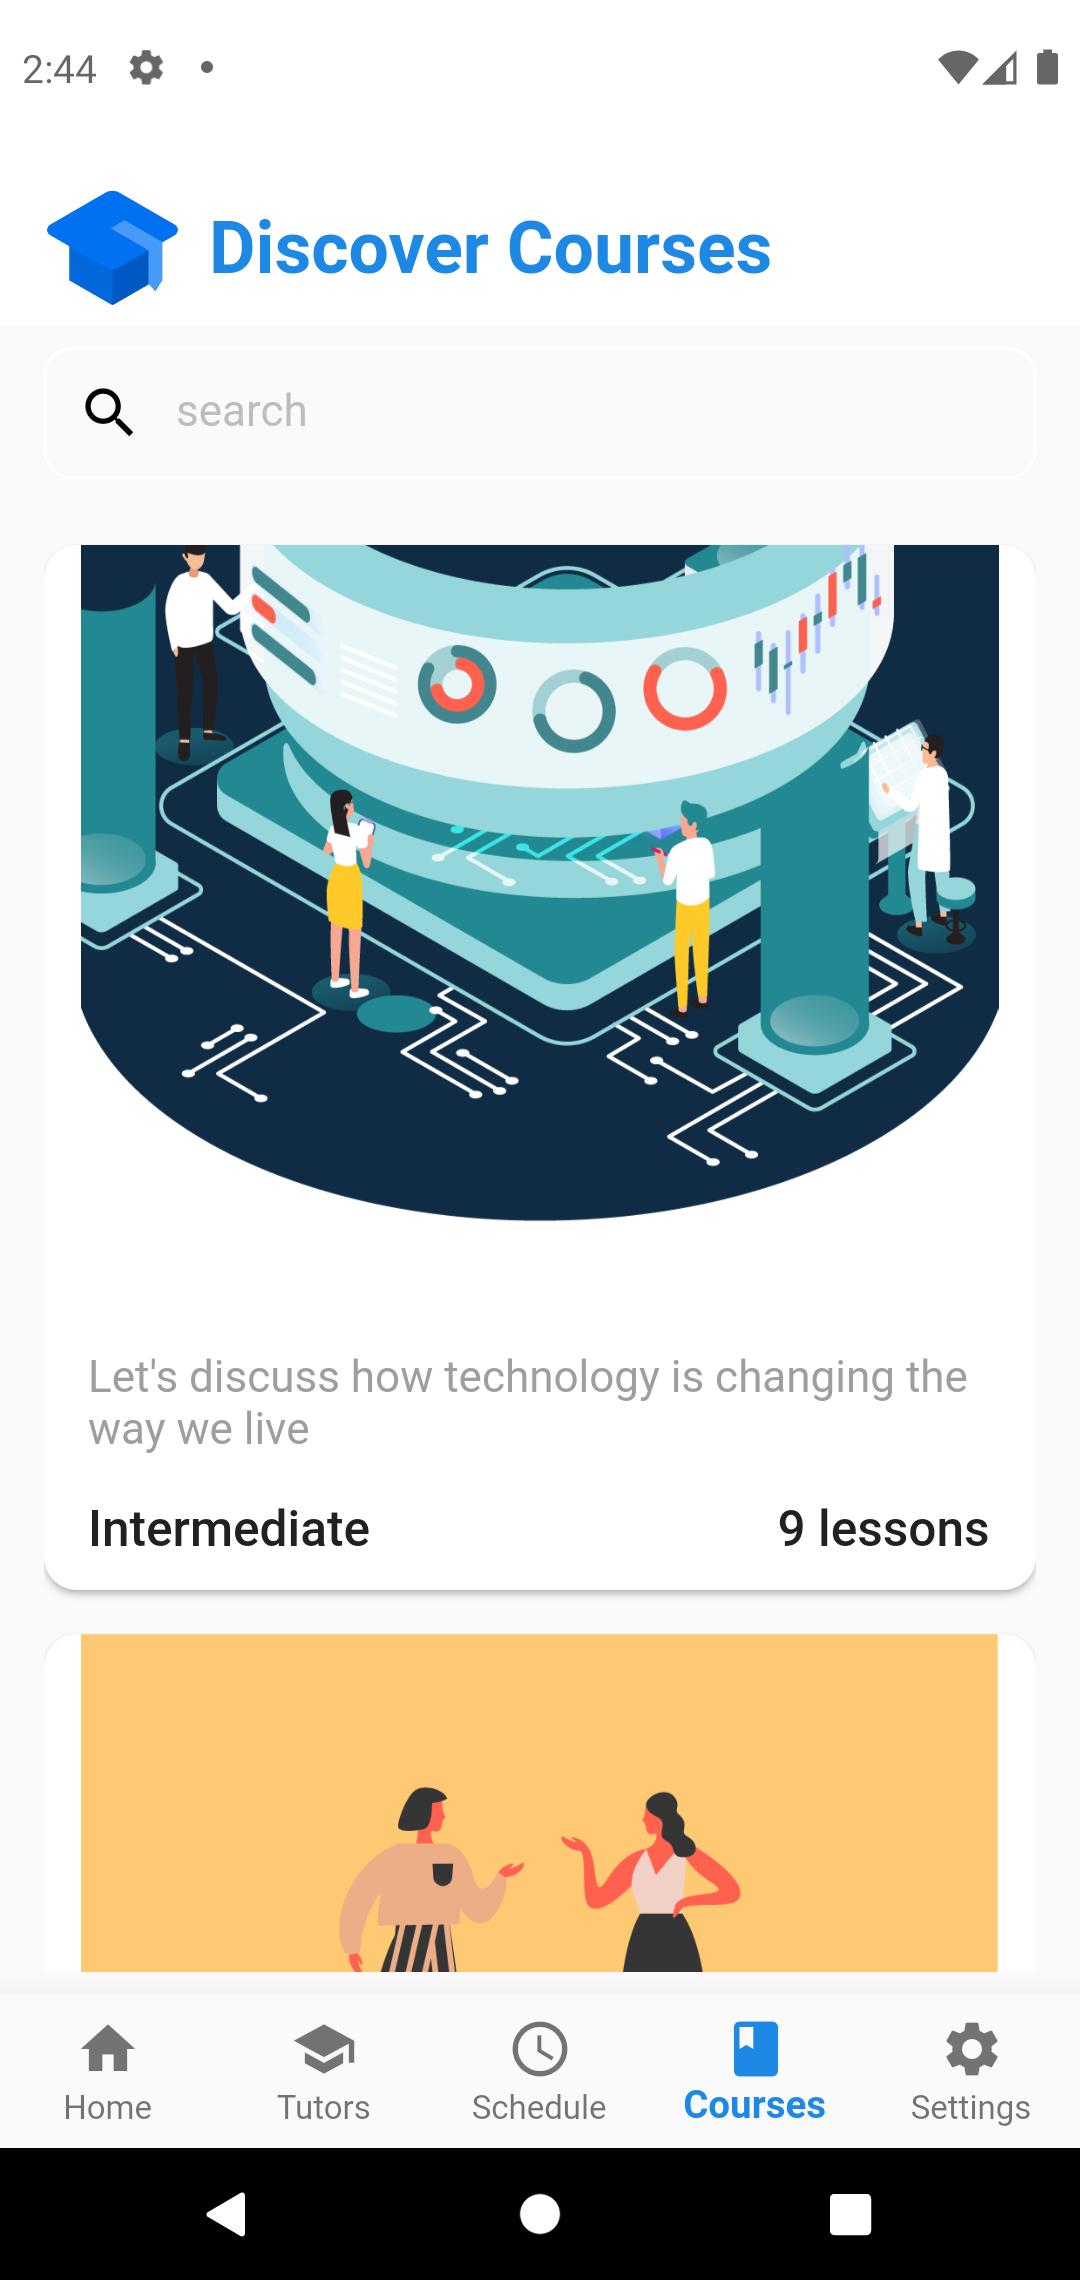 2:44
Discover Courses
search
Let's discuss how technology is changing the
way we live
Intermediate
9 lessons
Home
Tutors
Schedule
Courses
Settings